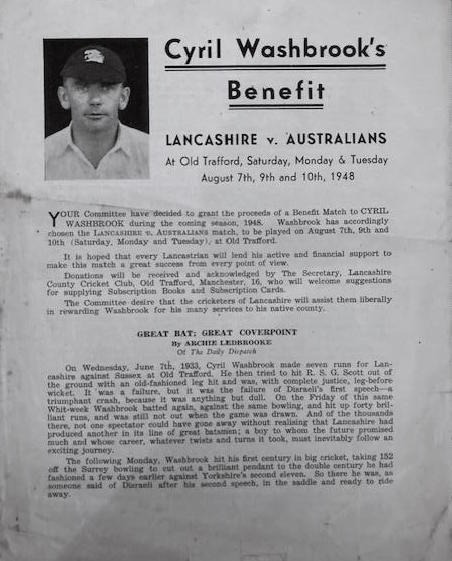 Cyril Washbrook's
Benefit
LANCASHIRE v. AUSTRALIANS
At Old Trafford, Saturday, Monday & Tuesday
August 7th, 9th and 10th, 1948
YOUR Committee have decided to grant the proceeds of a Benefit Match to CYRIL
WASHBROOK during the coming season, 1948. Washbrook has accordingly
chosen the LANCASHIRE v. AUSTRALIANS match, to be played on August 7th, 9th and
10th (Saturday, Monday and Tuesday), at Old Trafford.
It is hoped that every Lancastrian will lend his active and financial support to
make this match a great success from every point of view.
Donations will be received and acknowledged by The Secretary, Lancashire
County Cricket Club, Old Trafford, Manchester, 16, who will welcome suggestions
for supplying Subscription Books and Subscription Cards.
The Committee desire that the cricketers of Lancashire will assist them liberally
in rewarding Washbrook for his many services to his native county.
GREAT BAT: GREAT COVERPOINT
By ARCHIE LEDBROOKE
Of The Daily Dispatch
On Wednesday, June 7th, 1933, Cyril Washbrook made seven runs for Lan-
cashire against Sussex at Old Trafford. He then tried to hit R. S. G. Scott out of
the ground with an old-fashioned leg hit and was, with complete justice, leg-before
wicket. It was a failure, but it was the failure of Disraeli's first speech—a
triumphant crash, because it was anything but dull. On the Friday of this same
Whit-week Washbrook batted again, against the same bowling, and hit up forty bril-
liant runs, and was still not out when the game was drawn. And of the thousands
there, not one spectator could have gone away without realising that Lancashire had
produced another in its line of great batsmen; a boy to whom the future promised
much and whose career, whatever twists and turns it took, must inevitably follow an
exciting journey.
The following Monday, Washbrook hit his first century in big cricket, taking 152
off the Surrey bowling to cut out a brilliant pendant to the double century he had
fashioned a few days earlier against Yorkshire's second eleven. So there he was, as
someone said of Disraeli after his second speech, in the saddle and ready to ride
away.